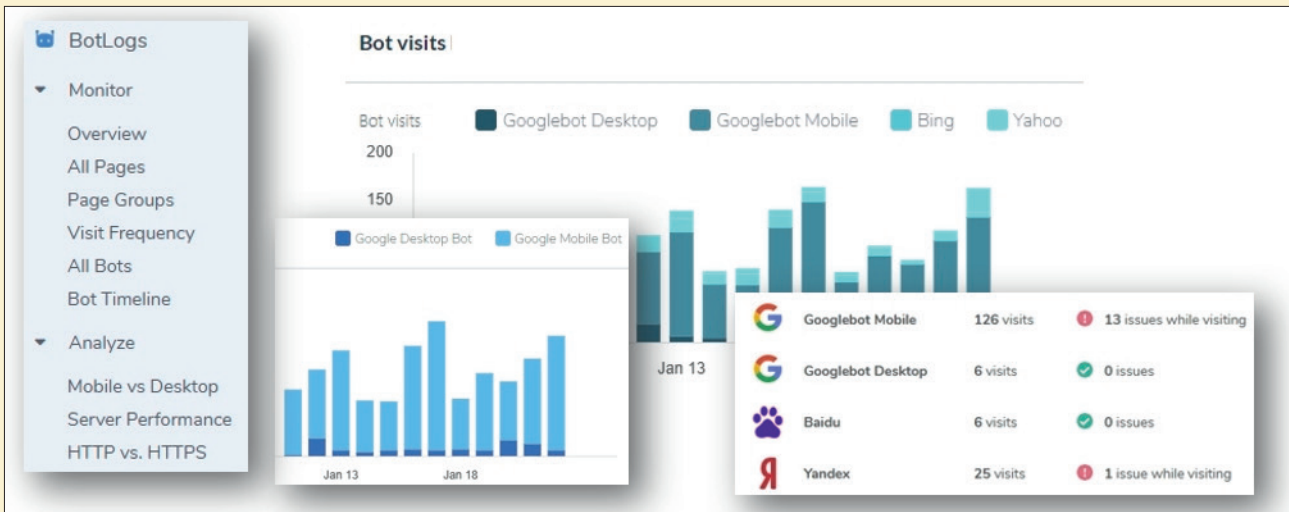 BotLogs
Monitor
Overview
All Pages
Page Groups
Visit Frequency
All Bots
Bot Timeline
Analyze
Mobile vs Desktop
Server Performance
HTTP vs. HTTPS
Bot visits
Bot visits Googlebot Desktop Googlebot Mobile Bing Yahoo
200
150
Jan 13
Google Desktop Bot Google Mobile Bot
Jan 13 Jan 18
Googlebot Mobile 126 visits 13 issues while visiting
Googlebot Desktop 6 visits 0 issues
Baidu 6 visits 0 issues
Yandex 25 visits 1 issue while visiting